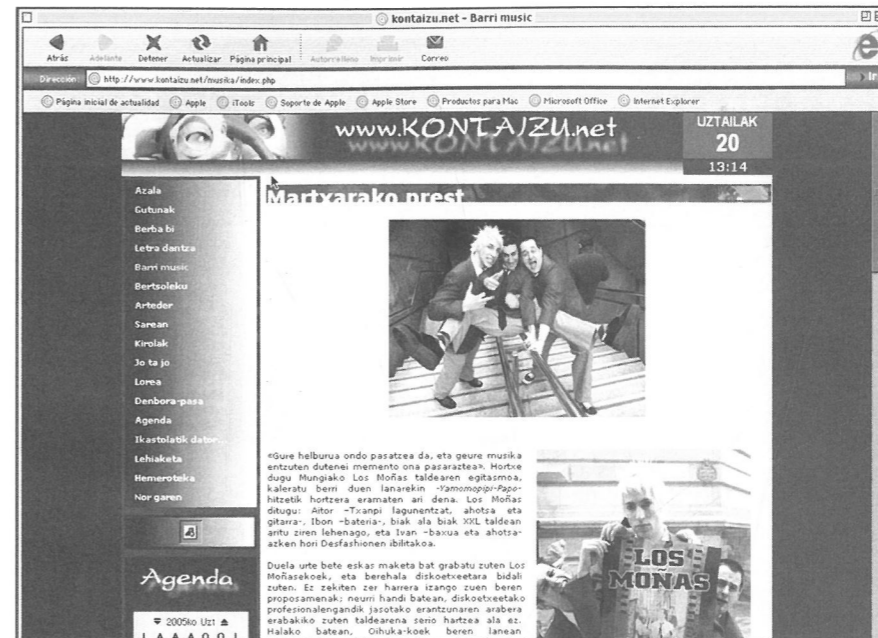 kontaizu.net - Barri music
Atrás Adelante Detener Actualizar Página principal Autorrelleno Imprimir Correo
Dirección: http://www.kontaizu.net/musika/index.php Ir
Página inicial de actualidad Apple iTools Soporte de Apple Apple Store Productos para Mac Microsoft Office Internet Explorer
www.KONTAIZU.net
www.KONTAIZU.net
UZTAILAK
20
13:14
Azala
Gutunak
Berba bi
Letra dantza
Barri music
Bertsoleku
Arteder
Sarean
Kirolak
Jo ta jo
Lorea
Denbora-pasa
Agenda
Ikastolatik dator...
Lehiaketa
Hemeroteka
Nor garen
Agenda
2005ko Uzt
Martxarako prest
«Gure helburua ondo pasatzea da, eta geure musika
entzuten dutenei memento ona pasaraztea». Hortxe
dugu Mungiako Los Moñas taldearen egitasmoa,
kaleratu berri duen lanarekin -Yamomopipi-Papo-
hitzetik hortzera eramaten ari dena. Los Moñas
ditugu: Aitor -Txanpi lagunentzat, ahotsa eta
gitarra-, Ibon -bateria-, biak ala biak XXL taldean
aritu ziren lehenago, eta Ivan -baxua eta ahotsa-
azken hori Desfashionen ibilitakoa.
Duela urte bete eskas maketa bat grabatu zuten Los
Moñasekoek, eta berehala diskoetxeetara bidali
zuten. Ez zekiten zer harrera izango zuen beren
proposamenak; neurri handi batean, diskoetxeetako
profesionalengandik jasotako erantzunaren arabera
erabakiko zuten taldearena serio hartzea ala ez.
Halako batean, Oihuka-koek beren lanean
LOS
MOÑAS